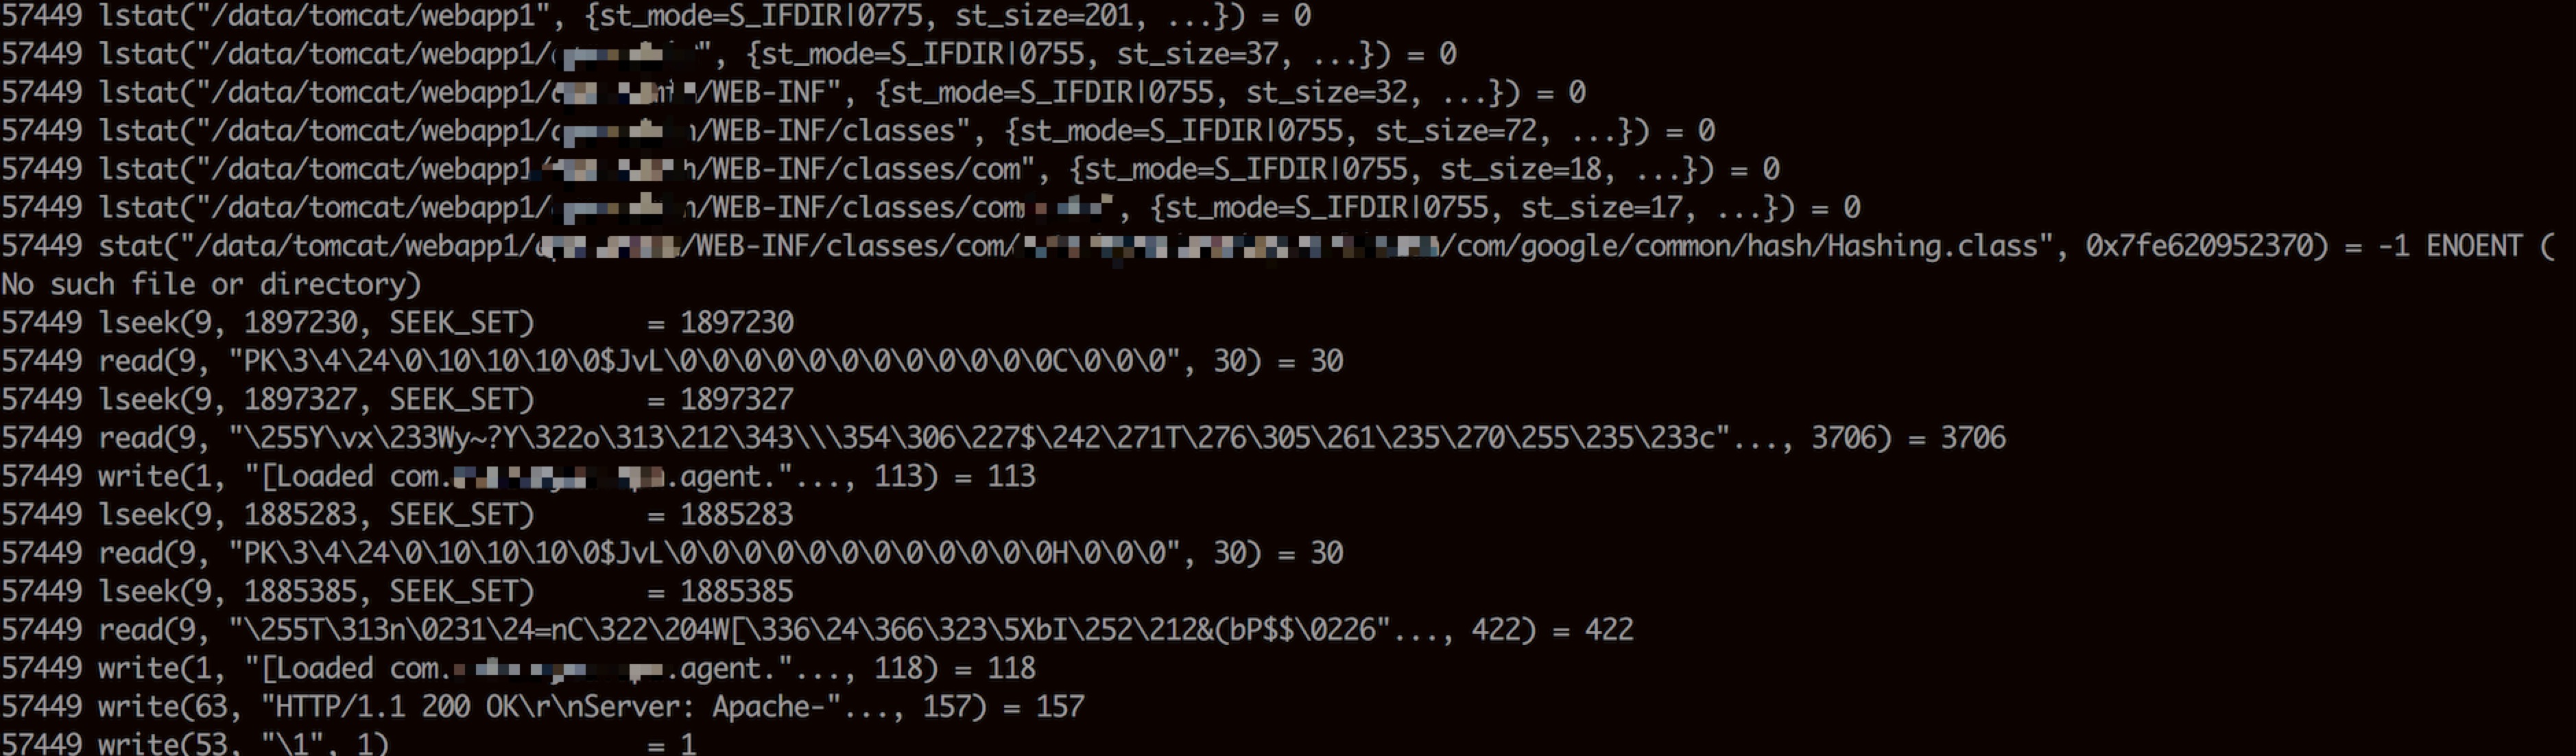 57449 lstat("/data/tomcat/webapp1", {st_mode=S_IFDIR|0775, st_size=201, ...}) = 0
57449 lstat("/data/tomcat/webapp1/", {st_mode=S_IFDIR|0755, st_size=37, ...}) = 0
57449 lstat("/data/tomcat/webapp1/ /WEB-INF", {st_mode=S_IFDIR|0755, st_size=32, ...}) = 0
57449 lstat("/data/tomcat/webapp1/ /WEB-INF/classes", {st_mode=S_IFDIR|0755, st_size=72, ...}) = 0
57449 lstat("/data/tomcat/webapp1 /WEB-INF/classes/com", {st_mode=S_IFDIR|0755, st_size=18, ...}) = 0
57449 lstat("/data/tomcat/webapp1/ /WEB-INF/classes/com ", {st_mode=S_IFDIR|0755, st_size=17, ...}) = 0
57449 stat("/data/tomcat/webapp1/ /WEB-INF/classes/com/ /com/google/common/hash/Hashing.class", 0x7fe620952370) = -1 ENOENT (
No such file or directory)
57449 lseek(9, 1897230, SEEK_SET) = 1897230
57449 read(9, "PK\3\4\24\0\10\10\10\0$JvL\0\0\0\0\0\0\0\0\0\0\0\0C\0\0\0", 30) = 30
57449 lseek(9, 1897327, SEEK_SET) = 1897327
57449 read(9, "\255Y\vx\233Wy~?Y\322o\313\212\343\\\354\306\227$\242\271T\276\305\261\235\270\255\235\233c"..., 3706) = 3706
57449 write(1, "[Loaded com. .agent."..., 113) = 113
57449 lseek(9, 1885283, SEEK_SET) = 1885283
57449 read(9, "PK\3\4\24\0\10\10\10\0$JvL\0\0\0\0\0\0\0\0\0\0\0\0H\0\0\0", 30) = 30
57449 lseek(9, 1885385, SEEK_SET) = 1885385
57449 read(9, "\255T\313n\0231\24=nC\322\204W[\336\24\366\323\5XbI\252\212&(bP$$\0226"..., 422) = 422
57449 write(1, "[Loaded com. .agent."..., 118) = 118
57449 write(63, "HTTP/1.1 200 OK\r\nServer: Apache-"..., 157) = 157
57449 write(53, "\1", 1) = 1